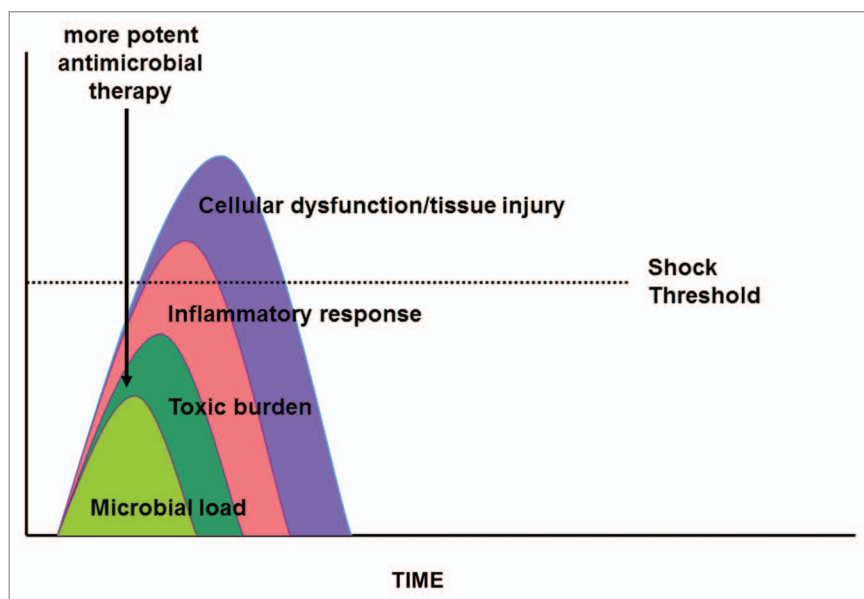 more potent
antimicrobial
therapy
Cellular dysfunction/tissue injury
Shock
Threshold
Inflammatory response
Toxic burden
Microbial load
TIME